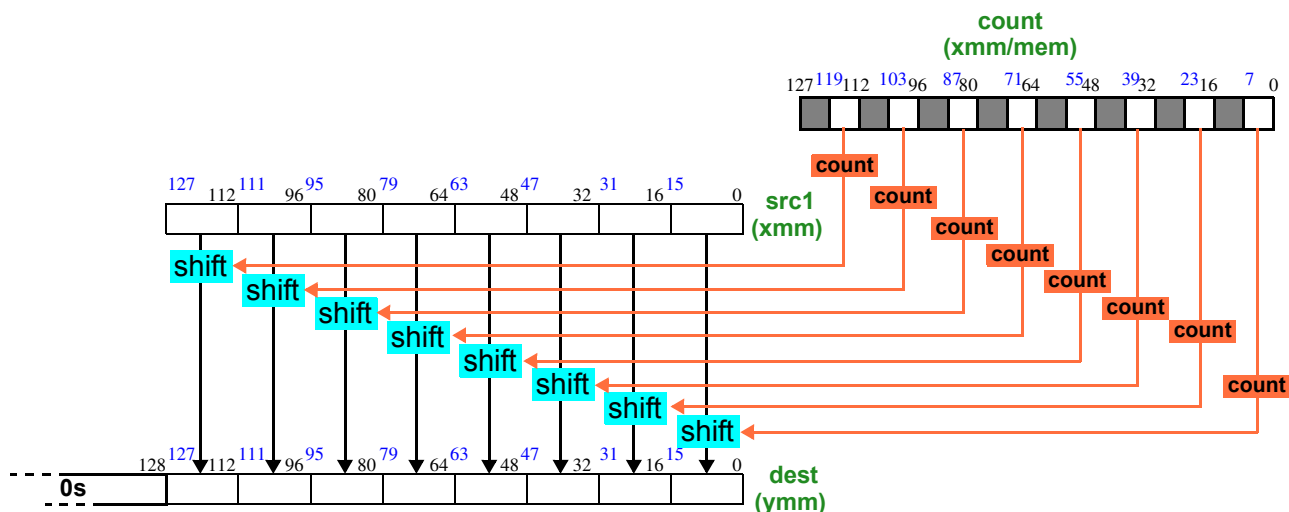 count
(xmm/mem)
127 119 112 103 96 87 80 71 64 55 48 39 32 23 16 7 0
count
127 112 111 96 95 80 79 64 63 48 47 32 31 16 15 0
src1
(xmm)
count
count
shift
count
shift
count
shift
count
shift
count
shift
count
shift
shift
shift
128 127 112 111 96 95 80 79 64 63 48 47 32 31 16 15 0
0s
dest
(ymm)